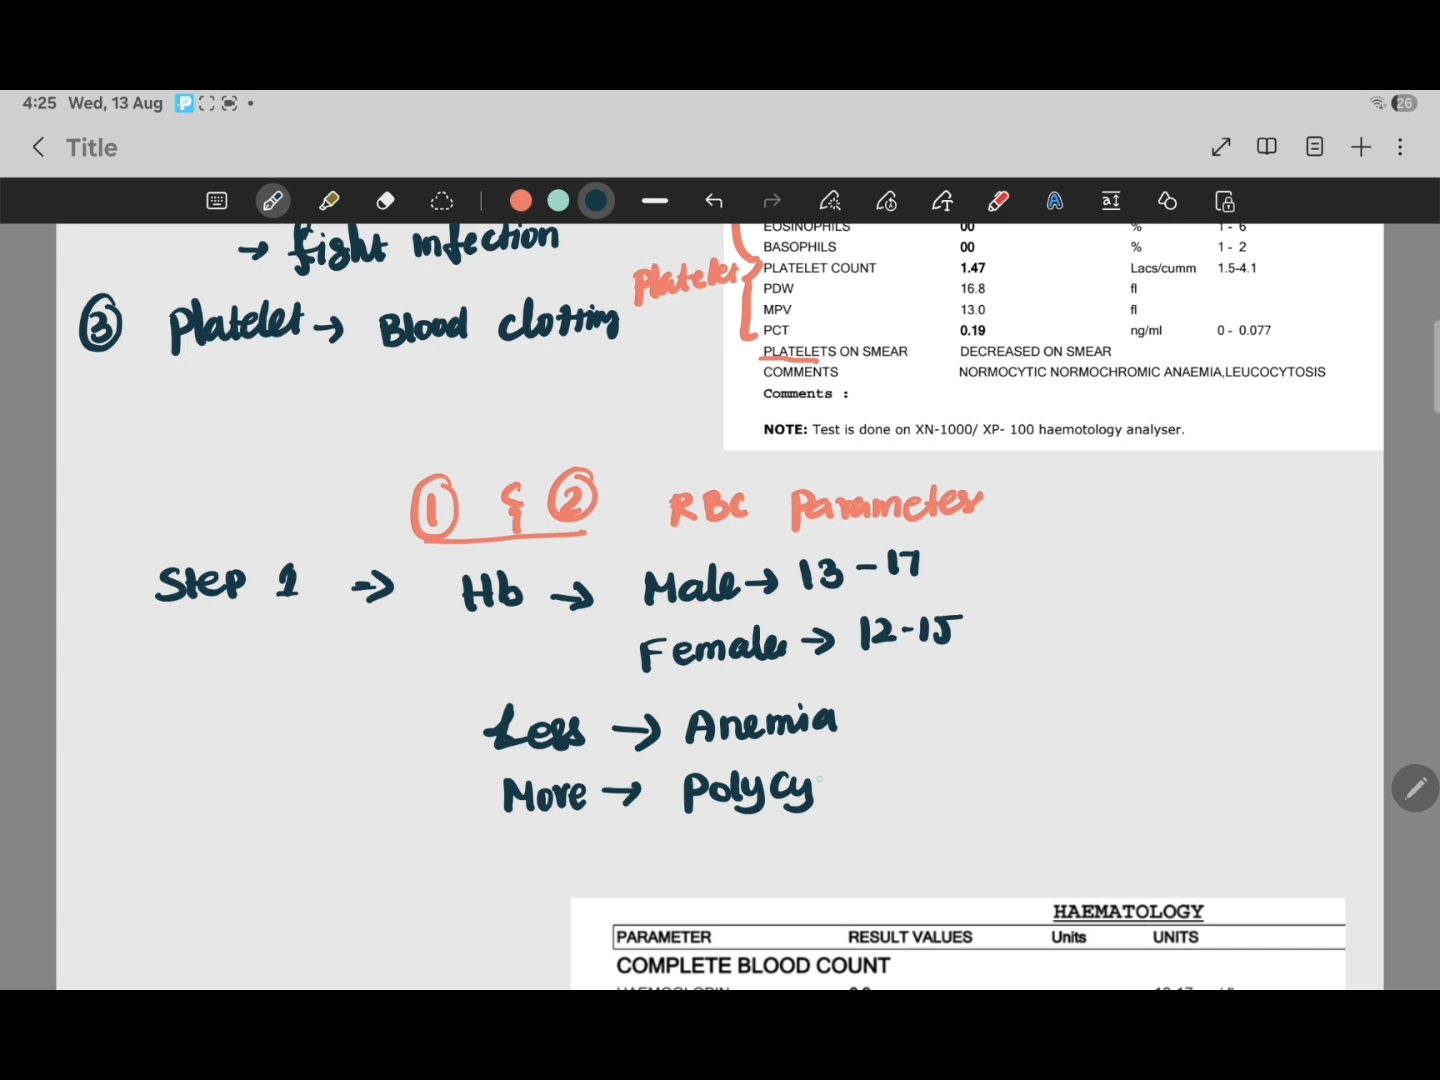 4:25 Wed, 13 Aug
26
Title
→ fight infection
③ Platelet → Blood clotting
Platelet
EOSINOPHILS 00 % 1 - 6
BASOPHILS 00 % 1 - 2
PLATELET COUNT 1.47 Lacs/cumm 1.5-4.1
PDW 16.8 fl
MPV 13.0 fl
PCT 0.19 ng/ml 0 - 0.077
PLATELETS ON SMEAR DECREASED ON SMEAR
COMMENTS NORMOCYTIC NORMOCHROMIC ANAEMIA,LEUCOCYTOSIS
Comments :
NOTE: Test is done on XN-1000/ XP- 100 haemotology analyser.
① & ② RBC Parameter
Step 1 ⇒ Hb → Male → 13 - 17
Female → 12-15
Less → Anemia
More → Polycy
HAEMATOLOGY
PARAMETER RESULT VALUES Units UNITS
COMPLETE BLOOD COUNT